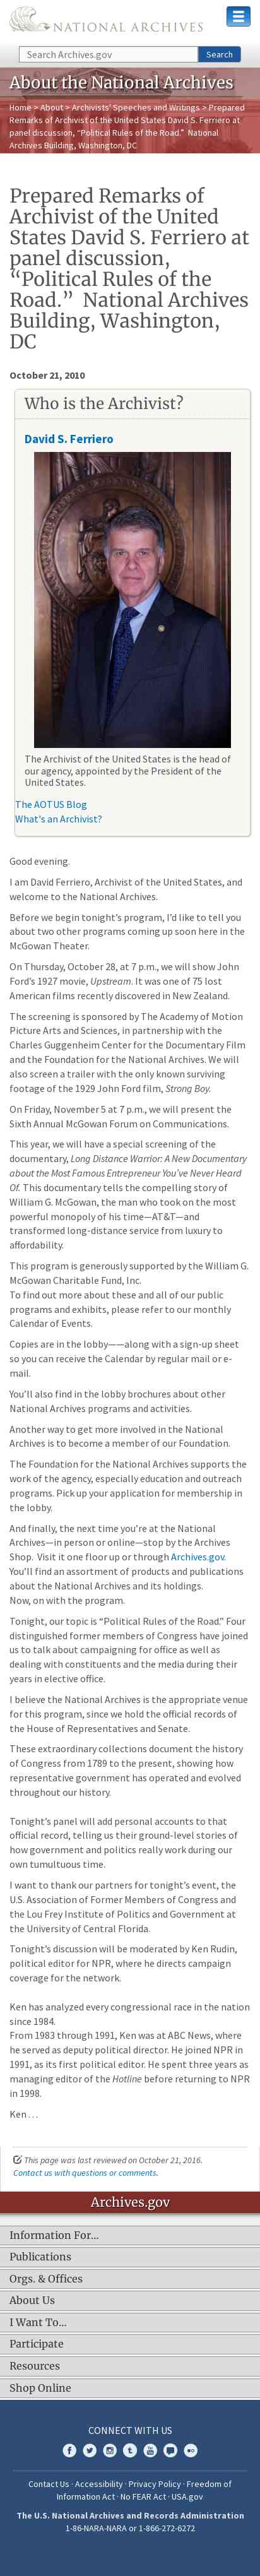 NATIONAL ARCHIVES
Search Archives.gov
Search
About the National Archives
Home > About > Archivists' Speeches and Writings > Prepared
Remarks of Archivist of the United States David S. Ferriero at
panel discussion, “Political Rules of the Road.”  National
Archives Building, Washington, DC
Prepared Remarks of
Archivist of the United
States David S. Ferriero at
panel discussion,
“Political Rules of the
Road.”  National Archives
Building, Washington,
DC
October 21, 2010
Who is the Archivist?
David S. Ferriero
The Archivist of the United States is the head of
our agency, appointed by the President of the
United States.
The AOTUS Blog
What's an Archivist?
Good evening.
I am David Ferriero, Archivist of the United States, and
welcome to the National Archives.
Before we begin tonight’s program, I’d like to tell you
about two other programs coming up soon here in the
McGowan Theater.
On Thursday, October 28, at 7 p.m., we will show John
Ford’s 1927 movie, Upstream. It was one of 75 lost
American films recently discovered in New Zealand.
The screening is sponsored by The Academy of Motion
Picture Arts and Sciences, in partnership with the
Charles Guggenheim Center for the Documentary Film
and the Foundation for the National Archives. We will
also screen a trailer with the only known surviving
footage of the 1929 John Ford film, Strong Boy.
On Friday, November 5 at 7 p.m., we will present the
Sixth Annual McGowan Forum on Communications.
This year, we will have a special screening of the
documentary, Long Distance Warrior: A New Documentary
about the Most Famous Entrepreneur You’ve Never Heard
Of. This documentary tells the compelling story of
William G. McGowan, the man who took on the most
powerful monopoly of his time—AT&T—and
transformed long-distance service from luxury to
affordability.
This program is generously supported by the William G.
McGowan Charitable Fund, Inc.
To find out more about these and all of our public
programs and exhibits, please refer to our monthly
Calendar of Events.
Copies are in the lobby——along with a sign-up sheet
so you can receive the Calendar by regular mail or e-
mail.
You’ll also find in the lobby brochures about other
National Archives programs and activities.
Another way to get more involved in the National
Archives is to become a member of our Foundation.
The Foundation for the National Archives supports the
work of the agency, especially education and outreach
programs. Pick up your application for membership in
the lobby.
And finally, the next time you’re at the National
Archives—in person or online—stop by the Archives
Shop.  Visit it one floor up or through Archives.gov.
You’ll find an assortment of products and publications
about the National Archives and its holdings.
Now, on with the program.
Tonight, our topic is “Political Rules of the Road.” Four
distinguished former members of Congress have joined
us to talk about campaigning for office as well as
dealing with constituents and the media during their
years in elective office.
I believe the National Archives is the appropriate venue
for this program, since we hold the official records of
the House of Representatives and Senate.
These extraordinary collections document the history
of Congress from 1789 to the present, showing how
representative government has operated and evolved
throughout our history.
Tonight’s panel will add personal accounts to that
official record, telling us their ground-level stories of
how government and politics really work during our
own tumultuous time.
I want to thank our partners for tonight’s event, the
U.S. Association of Former Members of Congress and
the Lou Frey Institute of Politics and Government at
the University of Central Florida.
Tonight’s discussion will be moderated by Ken Rudin,
political editor for NPR, where he directs campaign
coverage for the network.
Ken has analyzed every congressional race in the nation
since 1984.
From 1983 through 1991, Ken was at ABC News, where
he served as deputy political director. He joined NPR in
1991, as its first political editor. He spent three years as
managing editor of the Hotline before returning to NPR
in 1998.
Ken . . .
This page was last reviewed on October 21, 2016.
Contact us with questions or comments.
Archives.gov
Information For…
Publications
Orgs. & Offices
About Us
I Want To…
Participate
Resources
Shop Online
CONNECT WITH US
Contact Us · Accessibility · Privacy Policy · Freedom of
Information Act · No FEAR Act · USA.gov
The U.S. National Archives and Records Administration
1-86-NARA-NARA or 1-866-272-6272